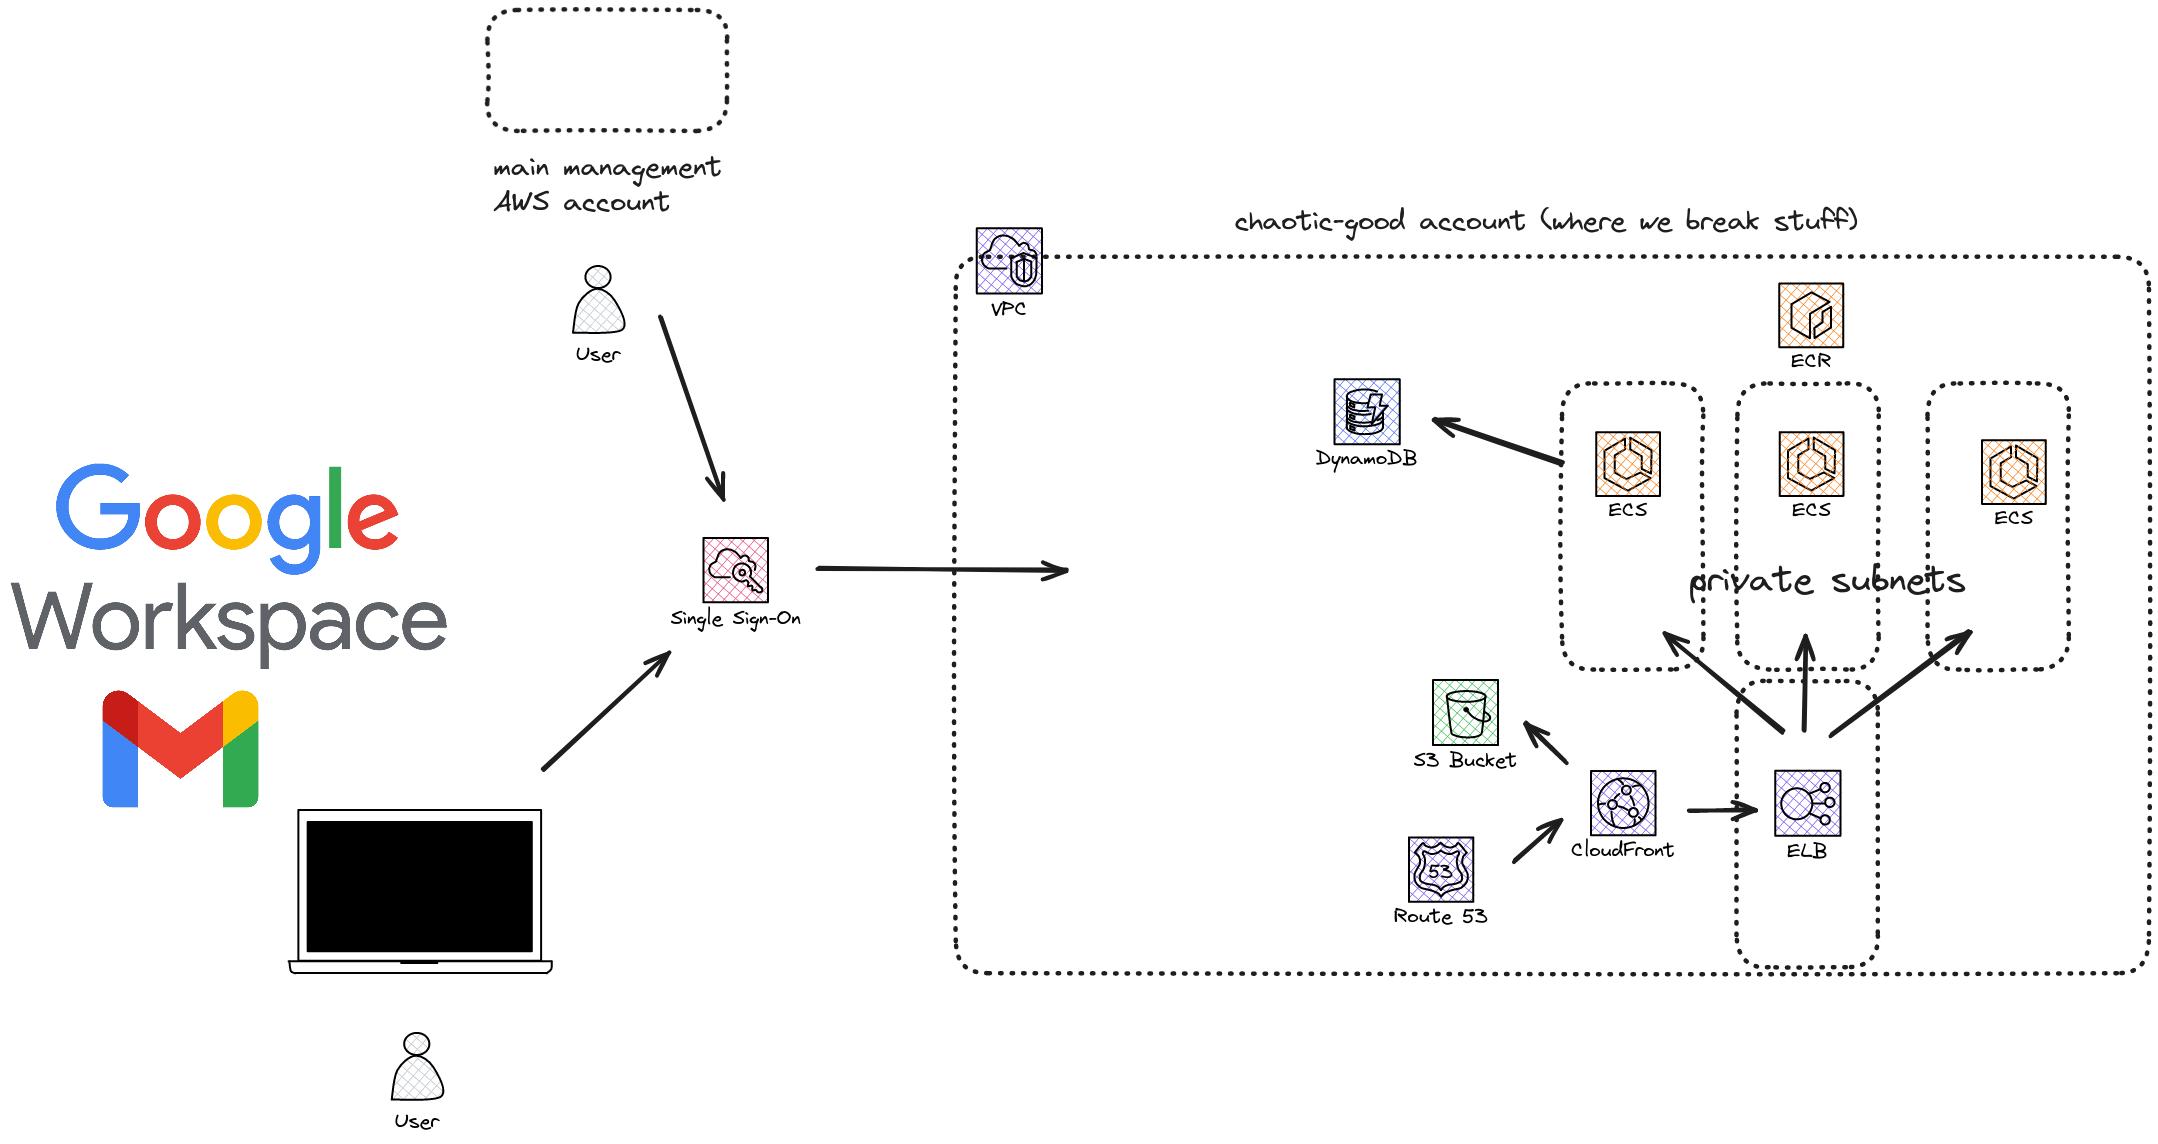 main management
AWS account
chaotic-good account (where we break stuff)
VPC
User
ECR
DynamoDB
ECS
ECS
ECS
Google
Workspace
private subnets
Single Sign-On
S3 Bucket
CloudFront
ELB
53
Route 53
User